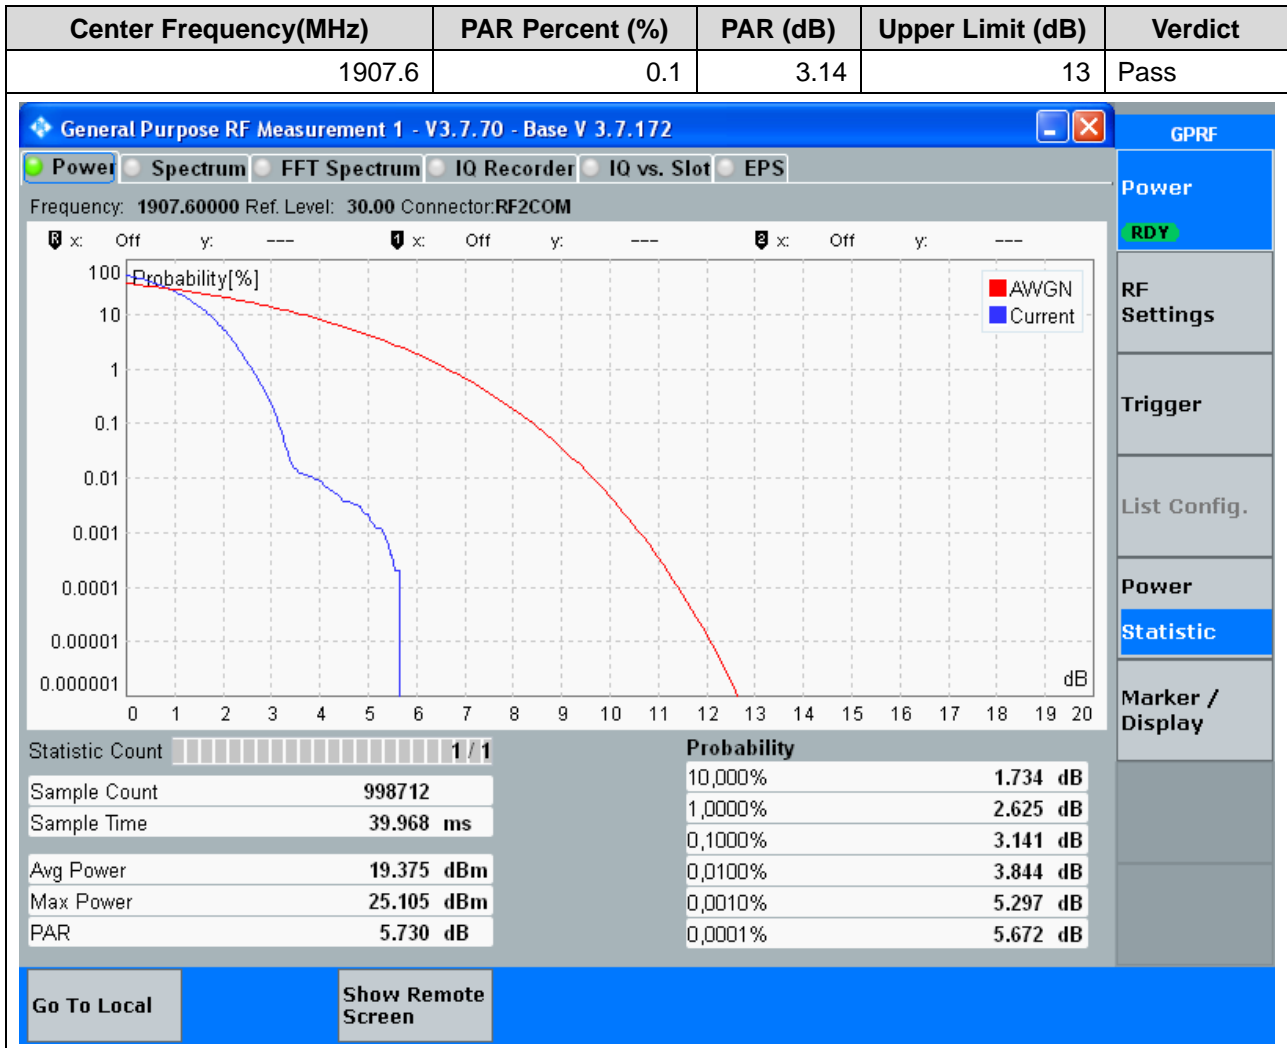 Center Frequency(MHz) PAR Percent (%) PAR (dB) Upper Limit (dB) Verdict
1907.6 0.1 3.14 13 Pass
General Purpose RF Measurement 1 - V3.7.70 - Base V 3.7.172
GPRF
Power Spectrum FFT Spectrum IQ Recorder IQ vs. Slot EPS
Power
RDY
Frequency: 1907.60000 Ref. Level: 30.00 Connector:RF2COM
R x: Off y: --- 1 x: Off y: --- 2 x: Off y: ---
Probability[%]
AWGN
Current
100
10
1
0.1
0.01
0.001
0.0001
0.00001
0.000001
dB
0 1 2 3 4 5 6 7 8 9 10 11 12 13 14 15 16 17 18 19 20
RF
Settings
Trigger
List Config.
Power
Statistic
Marker /
Display
Statistic Count 1 / 1
Sample Count 998712
Sample Time 39.968 ms
Avg Power 19.375 dBm
Max Power 25.105 dBm
PAR 5.730 dB
Probability
10,000% 1.734 dB
1,0000% 2.625 dB
0,1000% 3.141 dB
0,0100% 3.844 dB
0,0010% 5.297 dB
0,0001% 5.672 dB
Go To Local
Show Remote
Screen